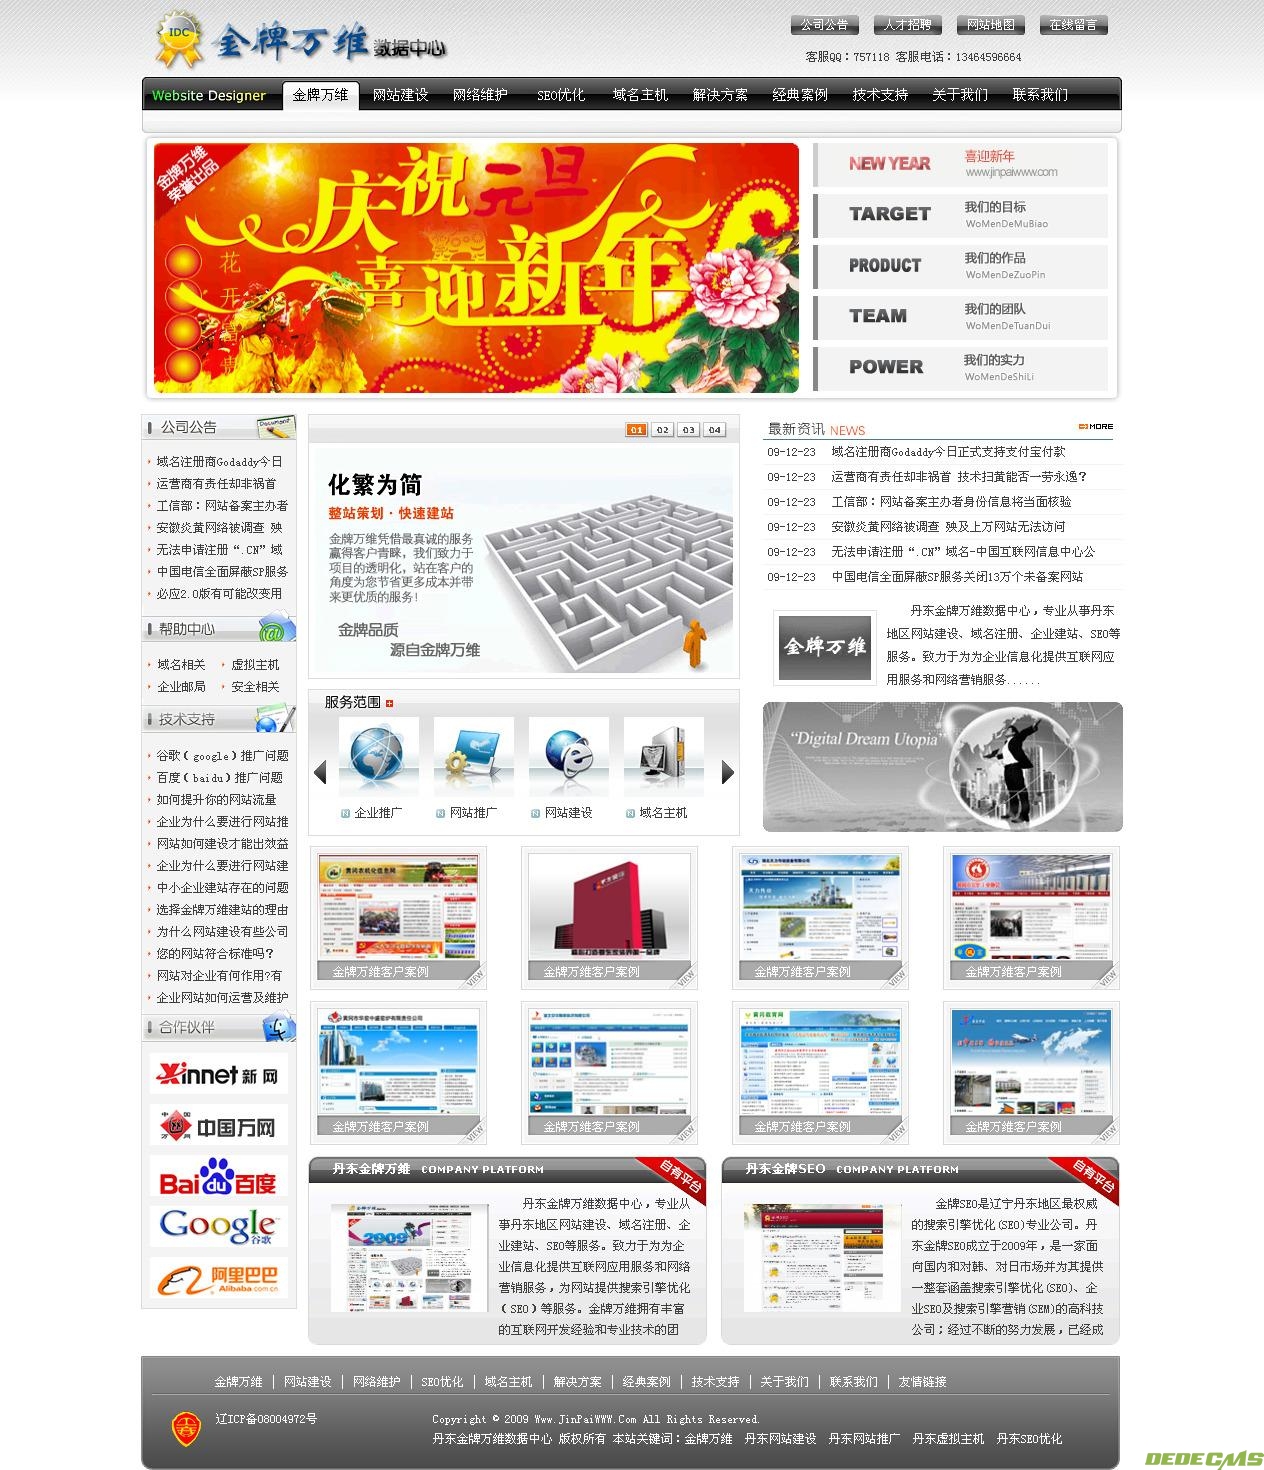 IDC 金牌万维 数据中心
公司公告 人才招聘 网站地图 在线留言
客服QQ：757118 客服电话：13464596664
Website Designer 金牌万维 网站建设 网络维护 SEO优化 域名主机 解决方案 经典案例 技术支持 关于我们 联系我们
金牌万维
荣誉出品
庆祝元旦
喜迎新年
花开富贵
NEW YEAR 喜迎新年
www.jinpaiwww.com
TARGET 我们的目标
WoMenDeMuBiao
PRODUCT 我们的作品
WoMenDeZuoPin
TEAM 我们的团队
WoMenDeTuanDui
POWER 我们的实力
WoMenDeShiLi
公司公告 Document
域名注册商Godaddy今日
运营商有责任却非祸首
工信部：网站备案主办者
安徽炎黄网络被调查 殃
无法申请注册“.CN”域
中国电信全面屏蔽SP服务
必应2.0版有可能改变用
帮助中心
域名相关 虚拟主机
企业邮局 安全相关
技术支持
谷歌（google）推广问题
百度（baidu）推广问题
如何提升你的网站流量
企业为什么要进行网站推
网站如何建设才能出效益
企业为什么要进行网站建
中小企业建站存在的问题
选择金牌万维建站的理由
为什么网站建设有些公司
您的网站符合标准吗?
网站对企业有何作用?有
企业网站如何运营及维护
合作伙伴
Xinnet 新网
中国万网
Baidu百度
Google 谷歌
阿里巴巴
Alibaba.com.cn
01 02 03 04
化繁为简
整站策划·快速建站
金牌万维凭借最真诚的服务
赢得客户青睐，我们致力于
项目的透明化，站在客户的
角度为您节省更多成本并带
来更优质的服务！
金牌品质
源自金牌万维
最新资讯 NEWS MORE
09-12-23 域名注册商Godaddy今日正式支持支付宝付款
09-12-23 运营商有责任却非祸首 技术扫黄能否一劳永逸?
09-12-23 工信部：网站备案主办者身份信息将当面核验
09-12-23 安徽炎黄网络被调查 殃及上万网站无法访问
09-12-23 无法申请注册“.CN”域名-中国互联网信息中心公
09-12-23 中国电信全面屏蔽SP服务关闭13万个未备案网站
金牌万维
丹东金牌万维数据中心，专业从事丹东
地区网站建设、域名注册、企业建站、SEO等
服务。致力于为为企业信息化提供互联网应
用服务和网络营销服务......
服务范围
企业推广 网站推广 网站建设 域名主机
“Digital Dream Utopia”
金牌万维客户案例 VIEW
金牌万维客户案例 VIEW
金牌万维客户案例 VIEW
金牌万维客户案例 VIEW
金牌万维客户案例 VIEW
金牌万维客户案例 VIEW
金牌万维客户案例 VIEW
金牌万维客户案例 VIEW
丹东金牌万维 COMPANY PLATFORM 自有平台
丹东金牌万维数据中心，专业从
事丹东地区网站建设、域名注册、企
业建站、SEO等服务。致力于为为企
业信息化提供互联网应用服务和网络
营销服务，为网站提供搜索引擎优化
（SEO）等服务。金牌万维拥有丰富
的互联网开发经验和专业技术的团
丹东金牌SEO COMPANY PLATFORM 自有平台
金牌SEO是辽宁丹东地区最权威
的搜索引擎优化(SEO)专业公司。丹
东金牌SEO成立于2009年，是一家面
向国内和对韩、对日市场并为其提供
一整套涵盖搜索引擎优化(SEO)、企
业SEO及搜索引擎营销(SEM)的高科技
公司；经过不断的努力发展，已经成
金牌万维 | 网站建设 | 网络维护 | SEO优化 | 域名主机 | 解决方案 | 经典案例 | 技术支持 | 关于我们 | 联系我们 | 友情链接
辽ICP备08004972号
Copyright © 2009 Www.JinPaiWWW.Com All Rights Reserved.
丹东金牌万维数据中心 版权所有 本站关键词：金牌万维 丹东网站建设 丹东网站推广 丹东虚拟主机 丹东SEO优化
DEDECMS